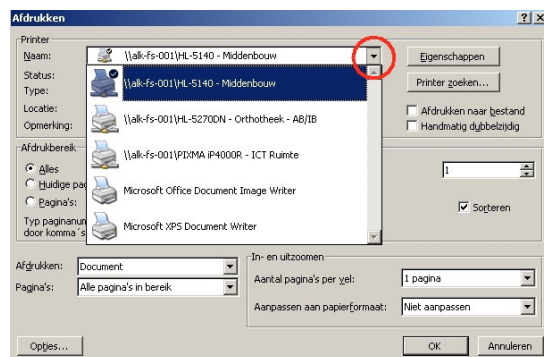 Afdrukken
Printer
Naam: \\alk-fs-001\HL-5140 - Middenbouw Eigenschappen
Status: \\alk-fs-001\HL-5140 - Middenbouw Printer zoeken...
Type:
Locatie: \\alk-fs-001\HL-5270DN - Orthotheek - AB/IB Afdrukken naar bestand
Opmerking: Handmatig dubbelzijdig
Afdrukbereik \\alk-fs-001\PIXMA iP4000R - ICT Ruimte
Alles 1
Huidige Microsoft Office Document Image Writer
Pagina's: Sorteren
Typ
door komma's Microsoft XPS Document Writer
Afdrukken: Document In- en uitzoomen
Pagina's: Alle pagina's in bereik Aantal pagina's per vel: 1 pagina
Aanpassen aan papierformaat: Niet aanpassen
Opties... OK Annuleren